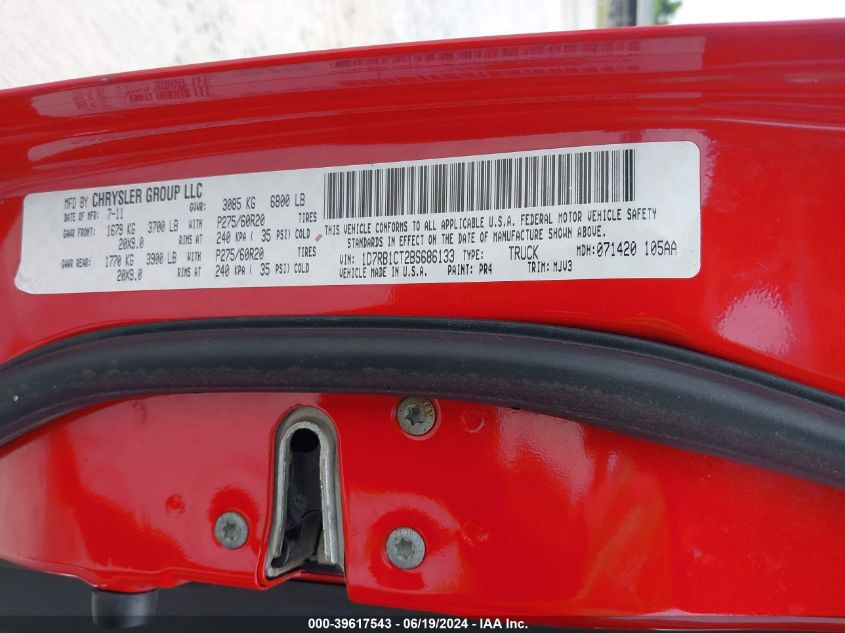 MFD BY CHRYSLER GROUP LLC
DATE OF MFR: 7-11 GVWR: 3085 KG 6800 LB
GAWR FRONT: 1679 KG 3700 LB WITH P275/60R20 TIRES
20X9.0 RIMS AT 240 KPA ( 35 PSI) COLD
GAWR REAR: 1770 KG 3900 LB WITH P275/60R20 TIRES
20X9.0 RIMS AT 240 KPA ( 35 PSI) COLD
THIS VEHICLE CONFORMS TO ALL APPLICABLE U.S.A. FEDERAL MOTOR VEHICLE SAFETY
STANDARDS IN EFFECT ON THE DATE OF MANUFACTURE SHOWN ABOVE.
VIN: 1D7RB1CT2BS686133 TYPE: TRUCK MDH: 071420 105AA
VEHICLE MADE IN U.S.A. PAINT: PR4 TRIM: MJV3
000-39617543 / 06/19/2024 - IAA Inc.